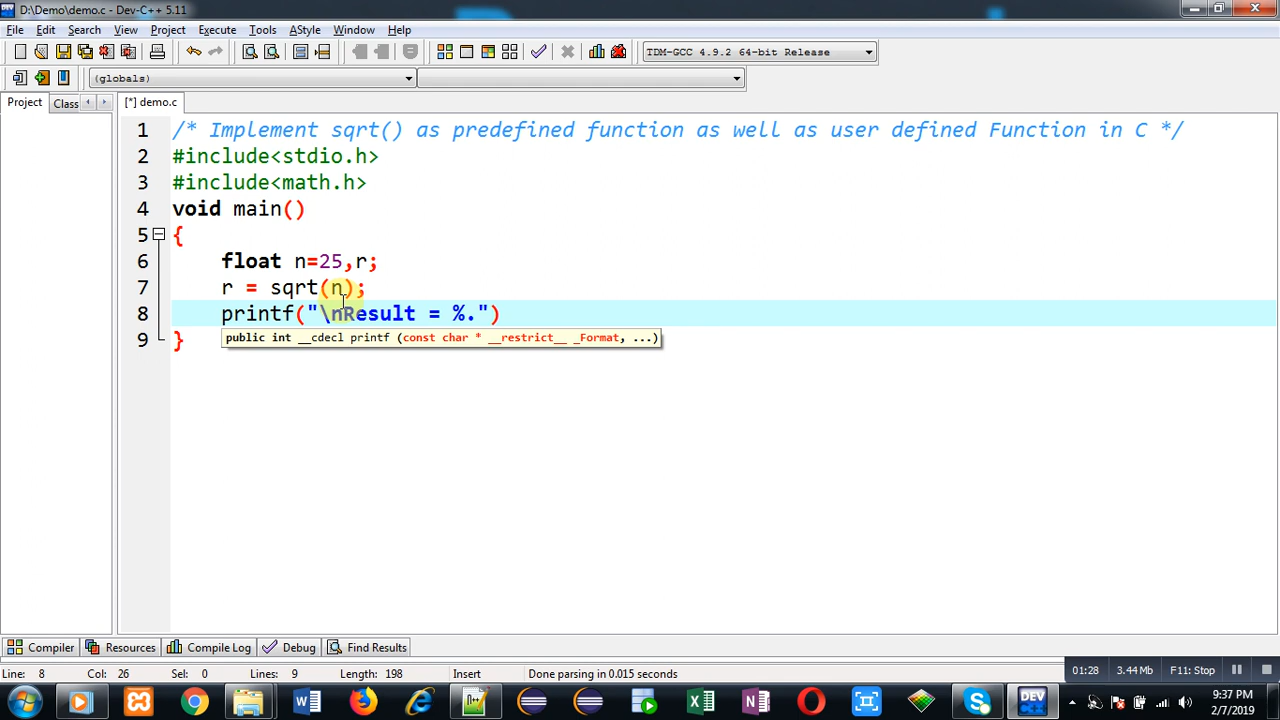 D:\Demo\demo.c - Dev-C++ 5.11
File Edit Search View Project Execute Tools AStyle Window Help
TDM-GCC 4.9.2 64-bit Release
(globals)
Project Class [*] demo.c
1 /* Implement sqrt() as predefined function as well as user defined Function in C */
2 #include<stdio.h>
3 #include<math.h>
4 void main()
5 {
6 float n=25,r;
7 r = sqrt(n);
8 printf("\nResult = %.")
public int __cdecl printf (const char * __restrict__ _Format, ...)
9 }
Compiler Resources Compile Log Debug Find Results
Line: 8 Col: 26 Sel: 0 Lines: 9 Length: 198 Insert Done parsing in 0.015 seconds
01:28 3.44 Mb F11: Stop
DEV
9:37 PM
2/7/2019